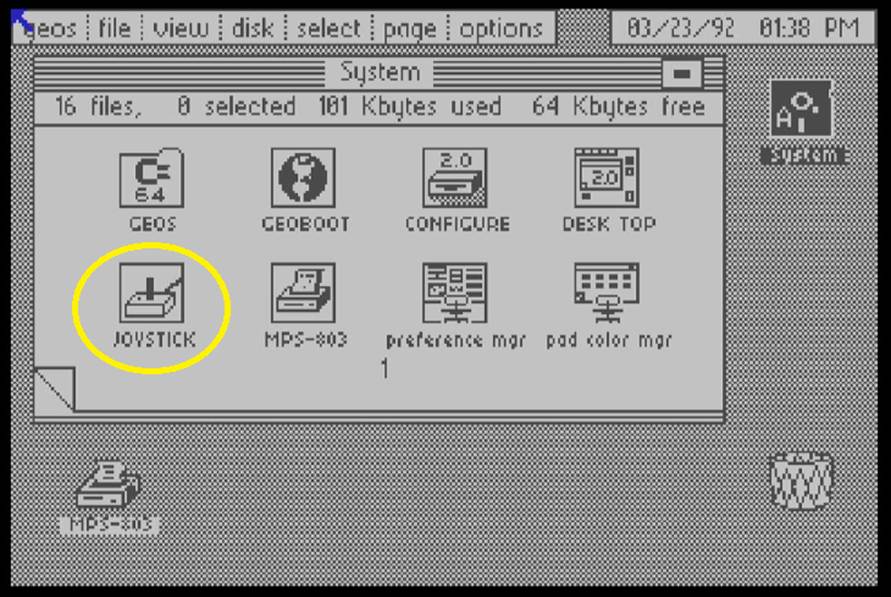 geos file view disk select page options 03/23/92 01:38 PM
System
16 files, 0 selected 101 Kbytes used 64 Kbytes free
C= 64 2.0 2.0
GEOS GEOBOOT CONFIGURE DESK TOP
JOYSTICK MPS-803 preference mgr pad color mgr
1
A
System
MPS-803